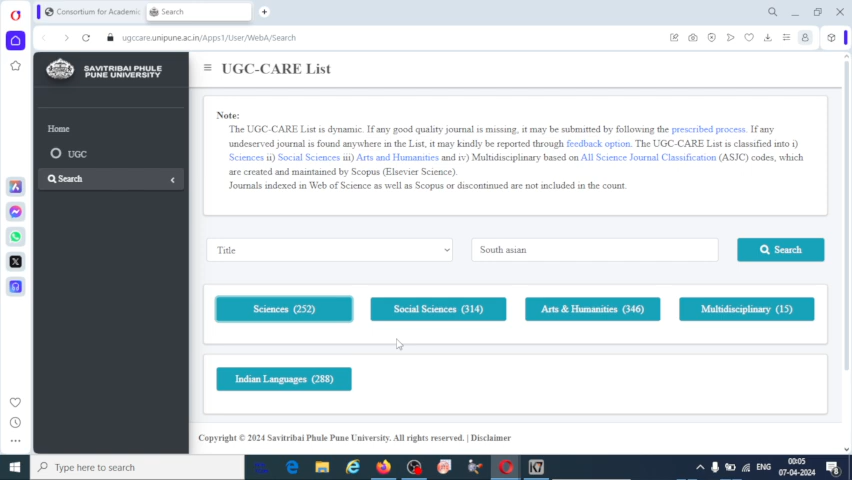 Consortium for Academic
Search
ugccare.unipune.ac.in/Apps1/User/WebA/Search
SAVITRIBAI PHULE
PUNE UNIVERSITY
Home
UGC
Search
UGC-CARE List
Note:
The UGC-CARE List is dynamic. If any good quality journal is missing, it may be submitted by following the prescribed process. If any
undeserved journal is found anywhere in the List, it may kindly be reported through feedback option. The UGC-CARE List is classified into i)
Sciences ii) Social Sciences iii) Arts and Humanities and iv) Multidisciplinary based on All Science Journal Classification (ASJC) codes, which
are created and maintained by Scopus (Elsevier Science).
Journals indexed in Web of Science as well as Scopus or discontinued are not included in the count.
Title
South asian
Search
Sciences (252)
Social Sciences (314)
Arts & Humanities (346)
Multidisciplinary (15)
Indian Languages (288)
Copyright © 2024 Savitribai Phule Pune University. All rights reserved. | Disclaimer
Type here to search
ENG
00:05
07-04-2024